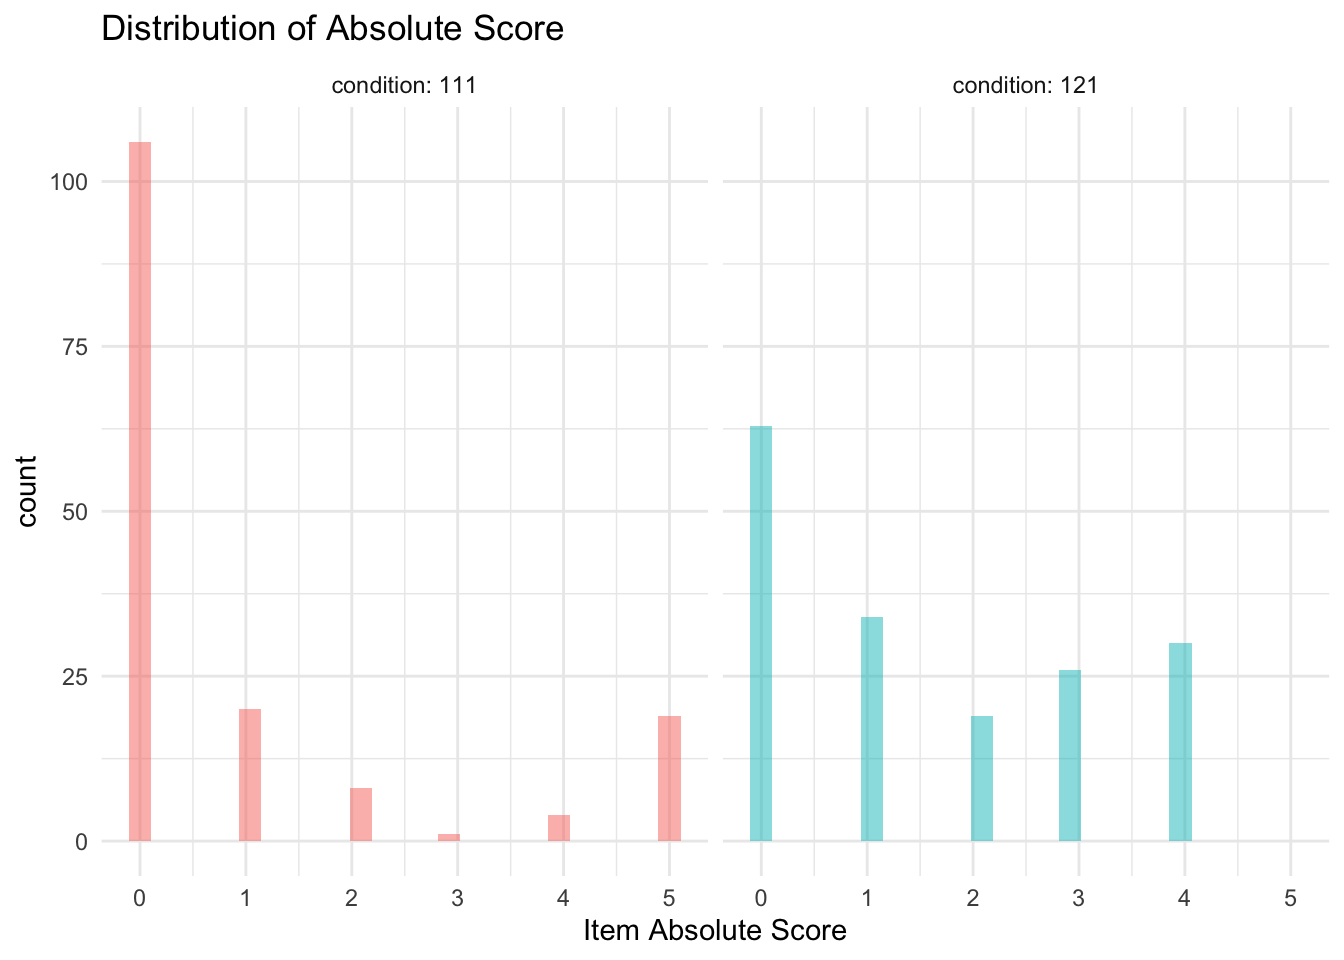 Distribution of Absolute Score
condition: 111
condition: 121
100
75
50
25
0
count
0 1 2 3 4 5
0 1 2 3 4 5
Item Absolute Score